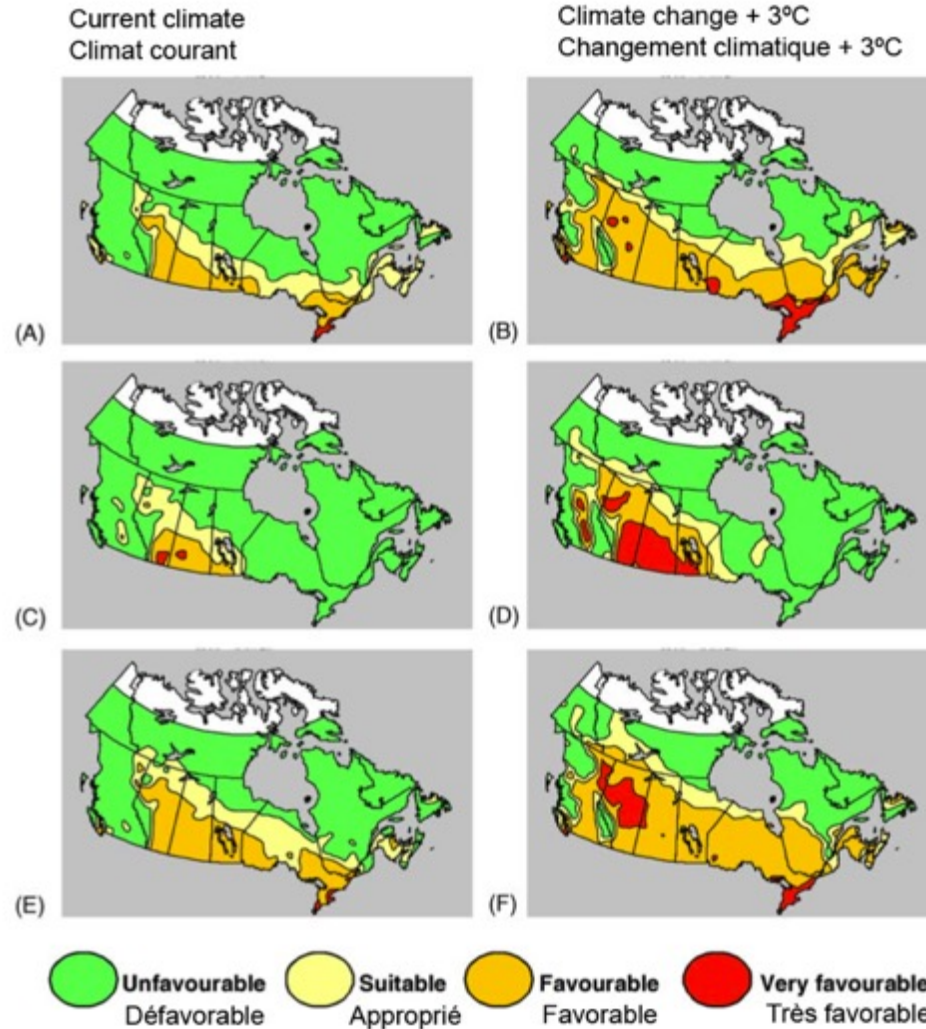 Current climate
Climat courant
Climate change + 3ºC
Changement climatique + 3ºC
(A)
(B)
(C)
(D)
(E)
(F)
Unfavourable
Défavorable
Suitable
Approprié
Favourable
Favorable
Very favourable
Très favorable